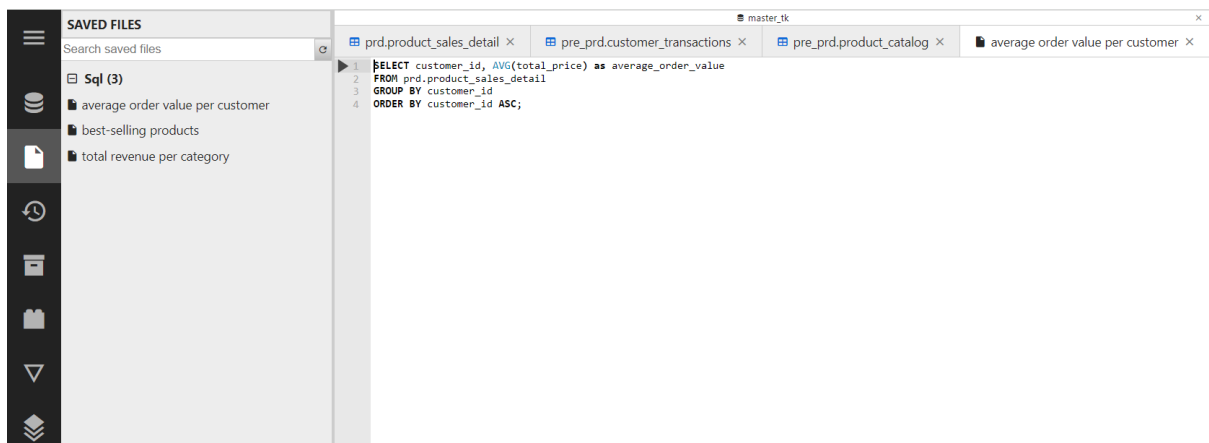 SAVED FILES
Search saved files
Sql (3)
average order value per customer
best-selling products
total revenue per category
master_tk
prd.product_sales_detail
pre_prd.customer_transactions
pre_prd.product_catalog
average order value per customer
1 SELECT customer_id, AVG(total_price) as average_order_value
2 FROM prd.product_sales_detail
3 GROUP BY customer_id
4 ORDER BY customer_id ASC;